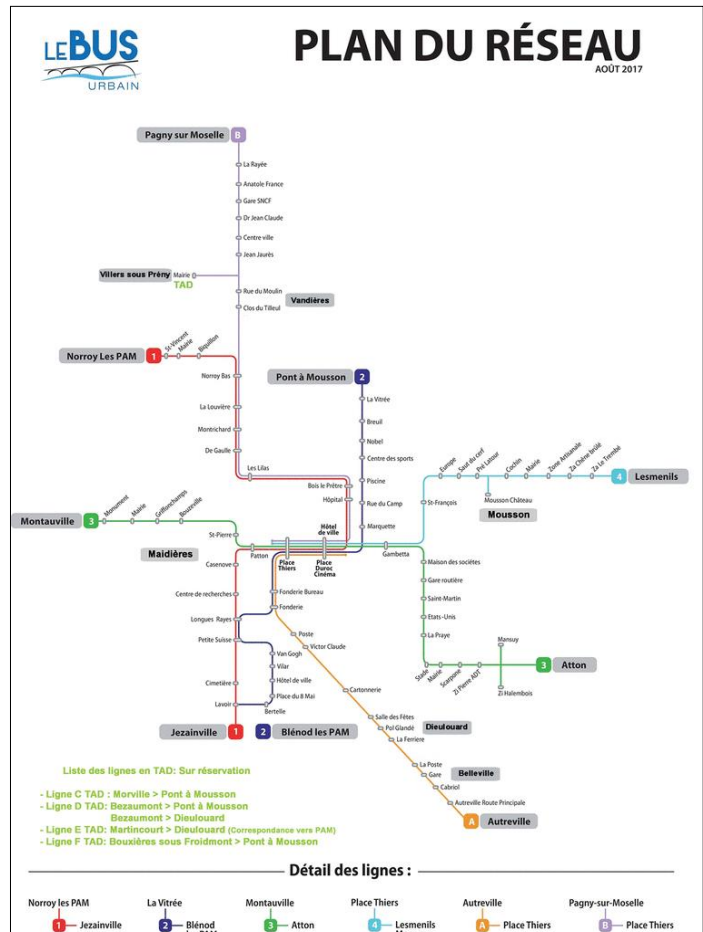 LEBUS
URBAIN
PLAN DU RÉSEAU
AOÛT 2017
Pagny sur Moselle B
La Rayée
Anatole France
Gare SNCF
Dr Jean Claude
Centre ville
Jean Jaurès
Villers sous Prény Mairie
TAD
Rue du Moulin
Vandières
Clos du Tilleul
Norroy Les PAM 1
St-Vincent
Mairie
Biquillon
Norroy Bas
La Louvière
Montrichard
De Gaulle
Les Lilas
Bois le Prêtre
Hôpital
Pont à Mousson 2
La Vitrée
Breuil
Nobel
Centre des sports
Piscine
Rue du Camp
Marquette
Europe
Saut du cerf
Pré Latour
Cochin
Mairie
Zone Artisanale
Za Chêne brûlé
Za Le Tremblé
4 Lesmenils
Mousson Château
Mousson
St-François
Montauville 3
Monument
Mairie
Griffonchamps
Bouzeville
St-Pierre
Maidières
Patton
Hôtel
de ville
Place
Thiers
Place
Duroc
Cinéma
Gambetta
Casenove
Centre de recherches
Longues Rayes
Petite Suisse
Cimetière
Lavoir
Jezainville 1
Fonderie Bureau
Fonderie
Van Gogh
Vilar
Hôtel de ville
Place du 8 Mai
Bertelle
2 Blénod les PAM
Maison des sociétes
Gare routière
Saint-Martin
Etats-Unis
La Praye
Stade
Mairie
Scarpone
Zi Pierre ADT
Mansuy
Zi Halembois
3 Atton
Poste
Victor Claude
Cartonnerie
Salle des Fêtes
Pol Glandé
Dieulouard
La Ferriere
La Poste
Gare
Belleville
Cabriol
Autreville Route Principale
A Autreville
Liste des lignes en TAD: Sur réservation
- Ligne C TAD : Morville > Pont à Mousson
- Ligne D TAD: Bezaumont > Pont à Mousson
Bezaumont > Dieulouard
- Ligne E TAD: Martincourt > Dieulouard (Correspondance vers PAM)
- Ligne F TAD: Bouxières sous Froidmont > Pont à Mousson
Détail des lignes :
Norroy les PAM
1 Jezainville
La Vitrée
2 Blénod
les PAM
Montauville
3 Atton
Place Thiers
4 Lesmenils
Autreville
A Place Thiers
Pagny-sur-Moselle
B Place Thiers